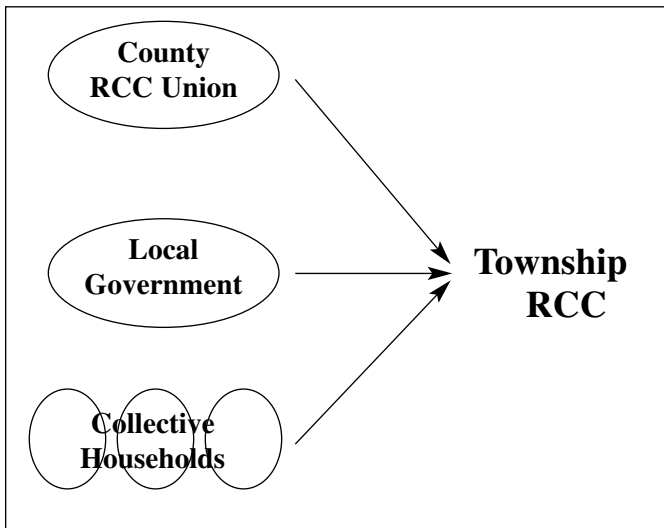 County
RCC Union
Local
Government
Township
RCC
Collective
Households